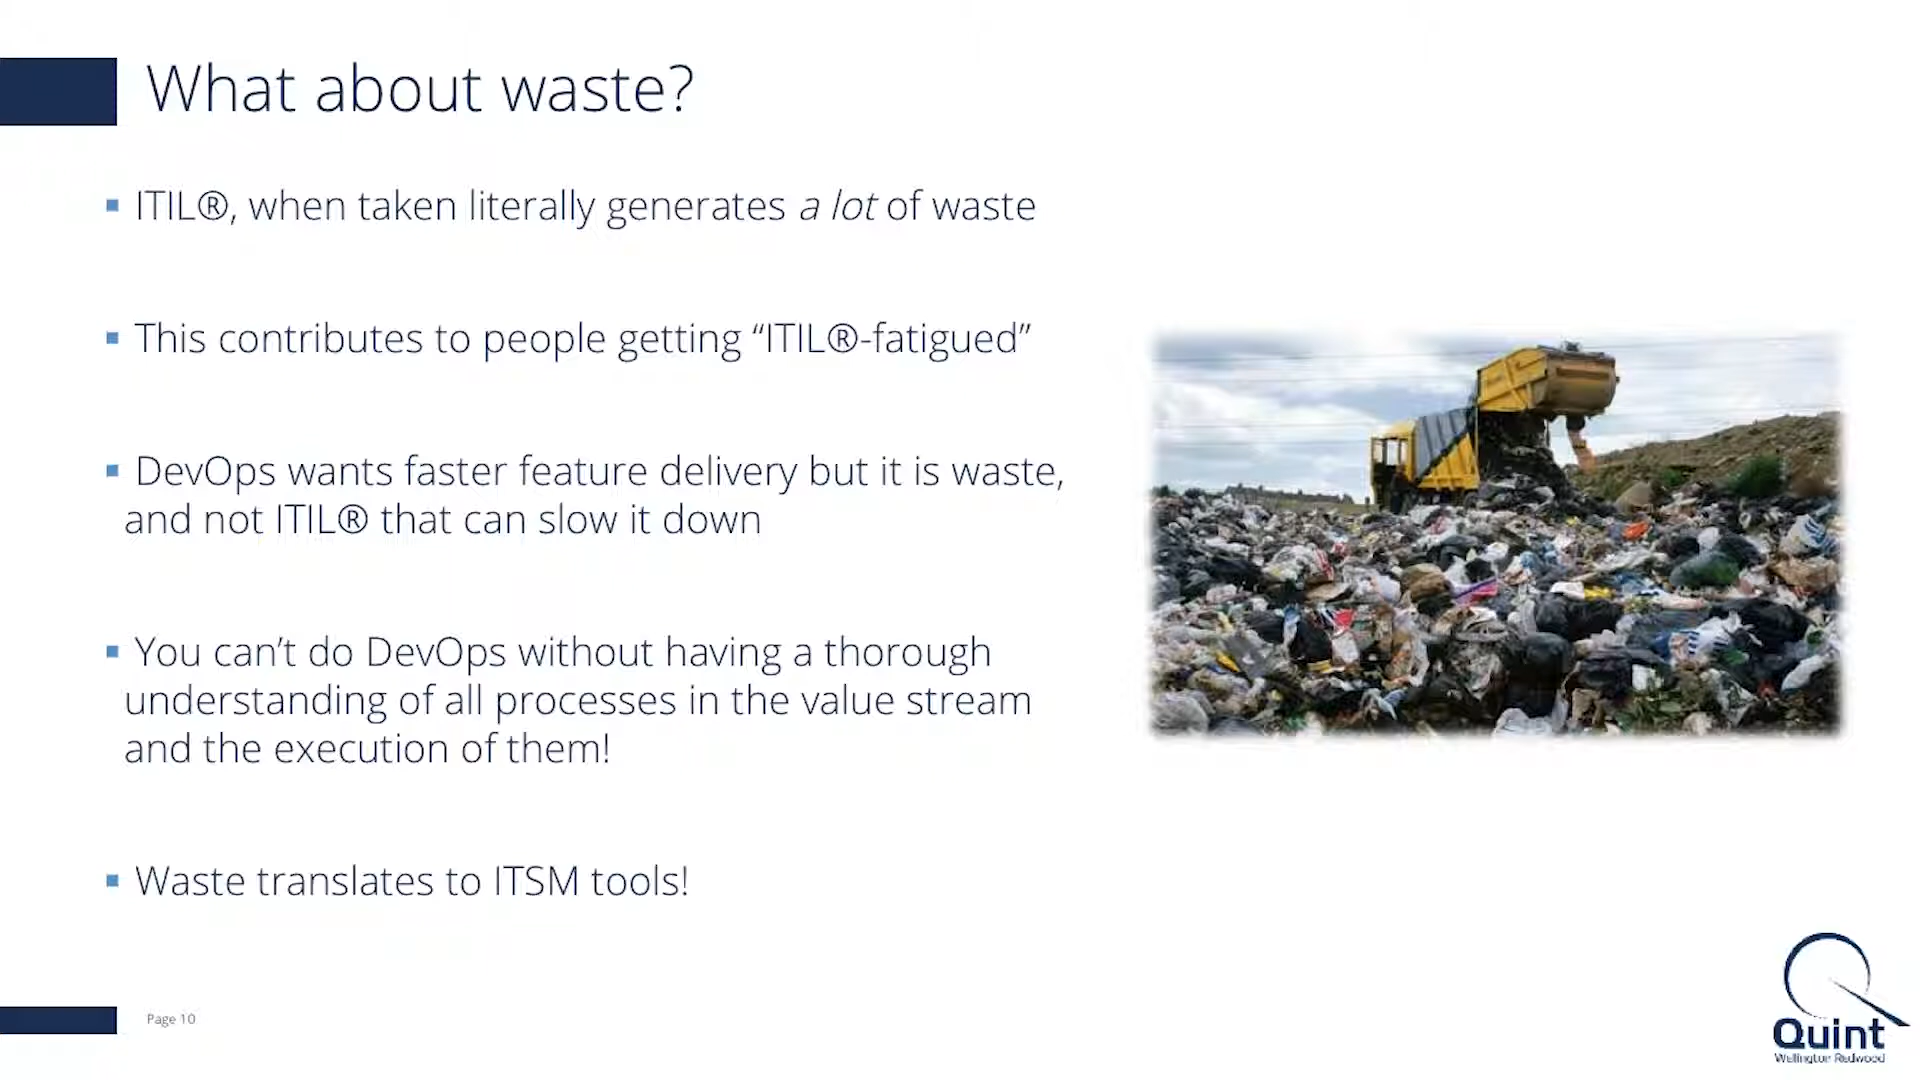 What about waste?
▪ ITIL®, when taken literally generates a lot of waste
▪ This contributes to people getting “ITIL®-fatigued”
▪ DevOps wants faster feature delivery but it is waste,
and not ITIL® that can slow it down
▪ You can’t do DevOps without having a thorough
understanding of all processes in the value stream
and the execution of them!
▪ Waste translates to ITSM tools!
Page 10
Quint
Wellington Redwood